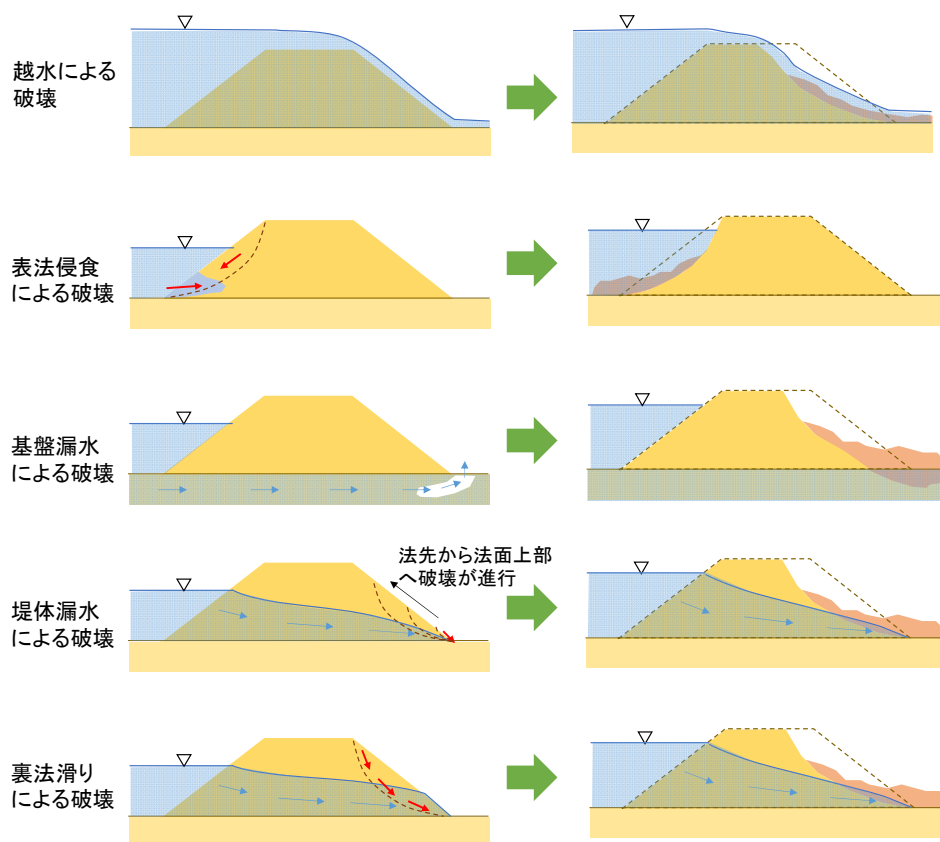 越水による
破壊
表法侵食
による破壊
基盤漏水
による破壊
法先から法面上部
へ破壊が進行
堤体漏水
による破壊
裏法滑り
による破壊